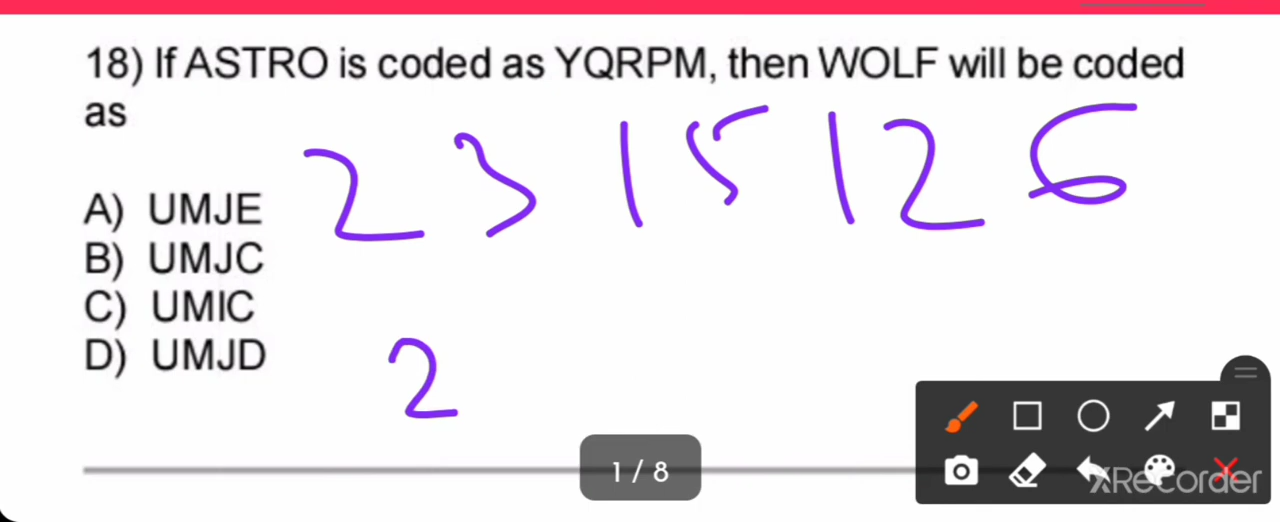 18) If ASTRO is coded as YQRPM, then WOLF will be coded
as
23 15 12 6
A) UMJE
B) UMJC
C) UMIC
D) UMJD
2
1 / 8
XRecorder